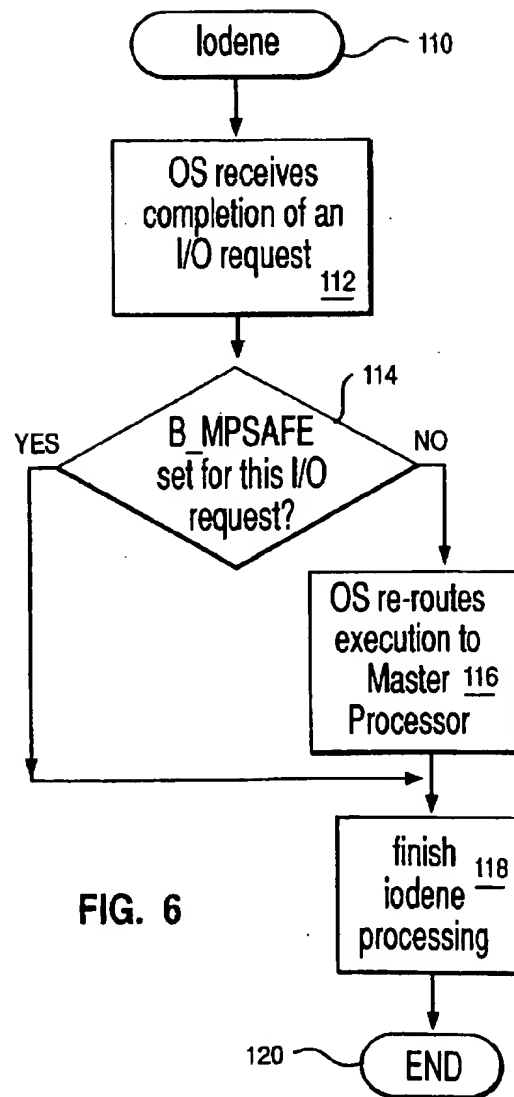 Iodene
110
OS receives
completion of an
I/O request
112
114
YES
B_MPSAFE
set for this I/O
request?
NO
OS re-routes
execution to
Master 116
Processor
finish
iodene 118
processing
FIG. 6
120
END